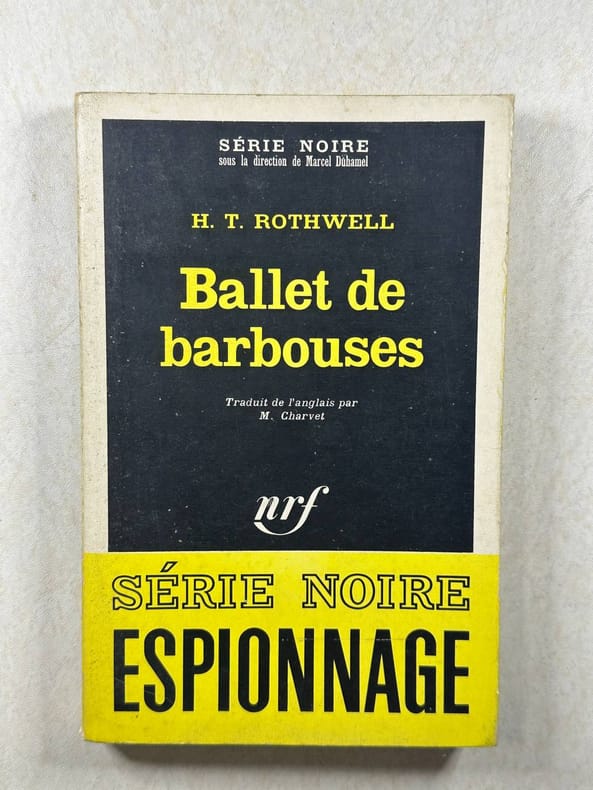 SÉRIE NOIRE
sous la direction de Marcel Dùhamel
H. T. ROTHWELL
Ballet de
barbouses
Traduit de l'anglais par
M. Charvet
nrf
SÉRIE NOIRE
ESPIONNAGE